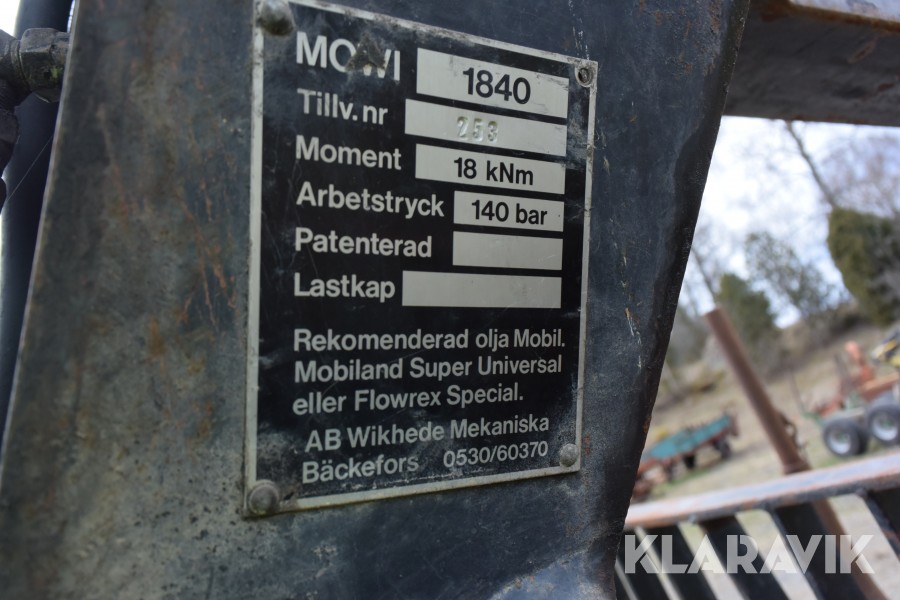 MOWI 1840
Tillv.nr 253
Moment 18 kNm
Arbetstryck 140 bar
Patenterad
Lastkap
Rekomenderad olja Mobil.
Mobiland Super Universal
eller Flowrex Special.
AB Wikhede Mekaniska
Bäckefors 0530/60370
KLARAVIK